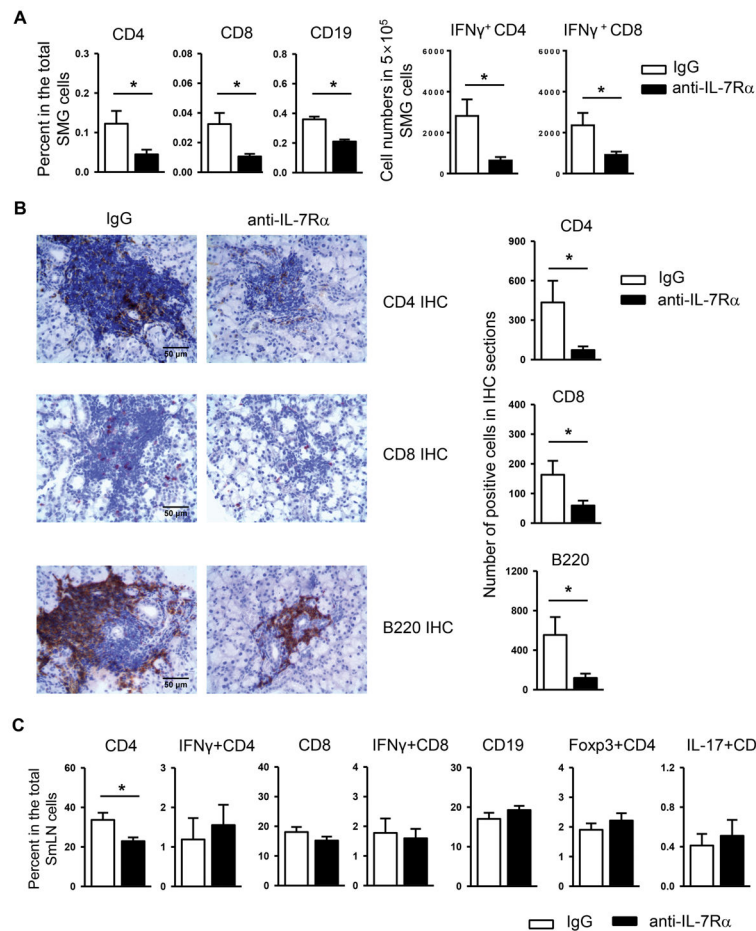 A
CD4
CD8
CD19
IFNγ⁺ CD4
IFNγ⁺ CD8
IgG
anti-IL-7Rα
Percent in the total
SMG cells
0.3
0.2
0.1
0.0
0.06
0.04
0.02
0.00
0.6
0.4
0.2
0.0
*
*
*
Cell numbers in 5×10⁵
SMG cells
6000
4000
2000
0
6000
4000
2000
0
*
*
B
IgG
anti-IL-7Rα
CD4 IHC
50 μm
CD8 IHC
50 μm
B220 IHC
50 μm
Number of positive cells in IHC sections
CD4
900
600
300
0
*
IgG
anti-IL-7Rα
CD8
400
300
200
100
0
*
B220
1200
800
400
0
*
C
CD4
IFNγ+CD4
CD8
IFNγ+CD8
CD19
Foxp3+CD4
IL-17+CD
Percent in the total
SmLN cells
60
40
20
0
*
3
2
1
0
40
30
20
10
0
4
3
2
1
0
30
20
10
0
4
3
2
1
0
1.2
0.8
0.4
0.0
IgG
anti-IL-7Rα